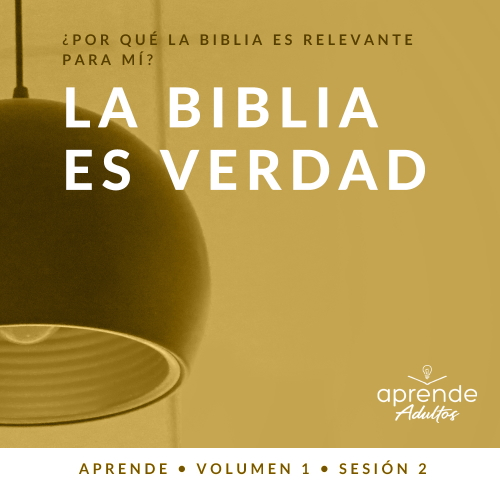 ¿POR QUÉ LA BIBLIA ES RELEVANTE
PARA MÍ?
LA BIBLIA
ES VERDAD
aprende
Adultos
APRENDE • VOLUMEN 1 • SESIÓN 2